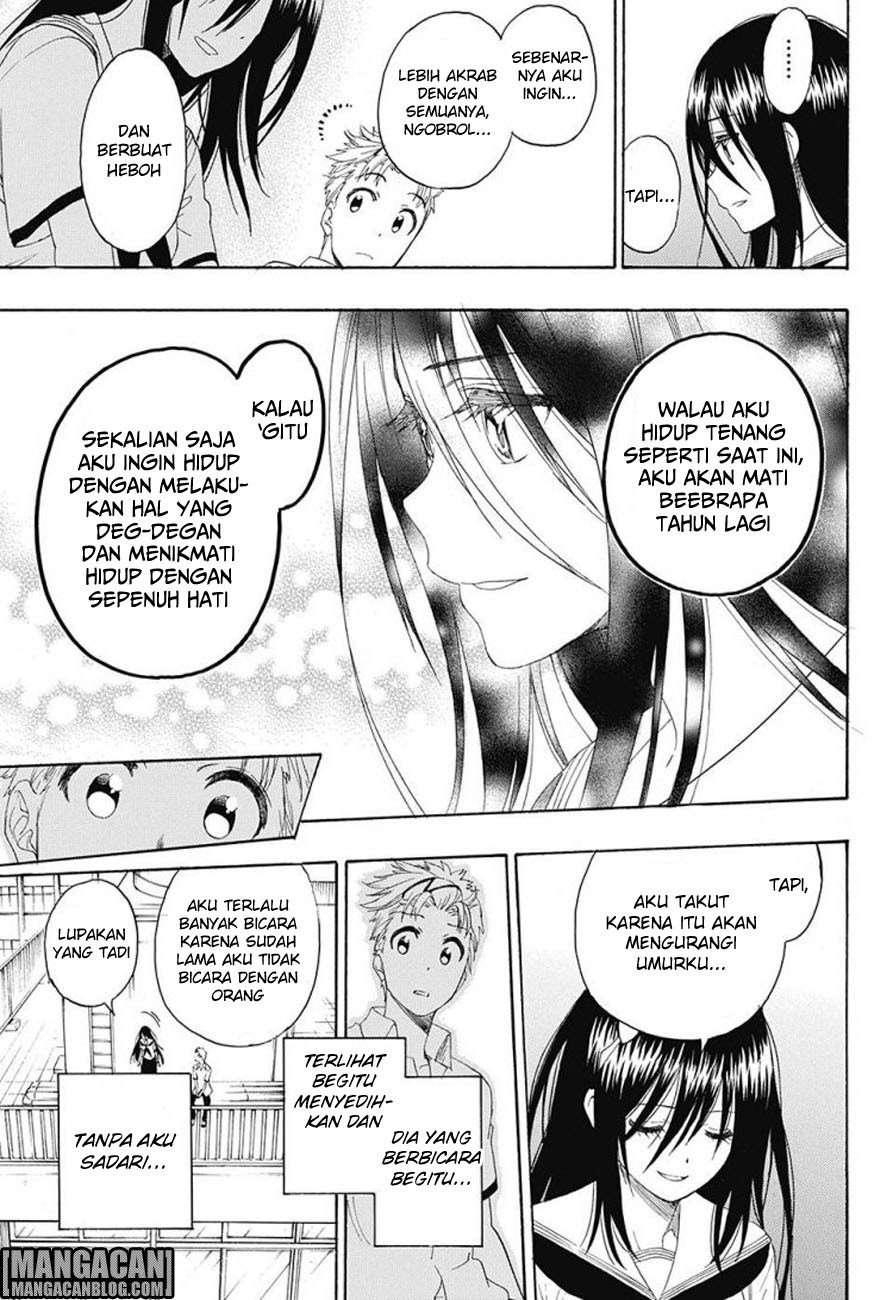 .......
TAPI...
SEBENAR-
NYA AKU
INGIN...
LEBIH AKRAB
DENGAN
SEMUANYA,
NGOBROL...
DAN
BERBUAT
HEBOH
WALAU AKU
HIDUP TENANG
SEPERTI SAAT INI,
AKU AKAN MATI
BEEBRAPA
TAHUN LAGI
KALAU
'GITU
SEKALIAN SAJA
AKU INGIN HIDUP
DENGAN MELAKU-
KAN HAL YANG
DEG-DEGAN
DAN MENIKMATI
HIDUP DENGAN
SEPENUH HATI
TAPI,
AKU TAKUT
KARENA ITU AKAN
MENGURANGI
UMURKU...
DIA YANG
BERBICARA
BEGITU...
TERLIHAT
BEGITU
MENYEDIH-
KAN DAN
AKU TERLALU
BANYAK BICARA
KARENA SUDAH
LAMA AKU TIDAK
BICARA DENGAN
ORANG
LUPAKAN
YANG TADI
TANPA AKU
SADARI...
[MANGACAN]
MANGACANBLOG.COM